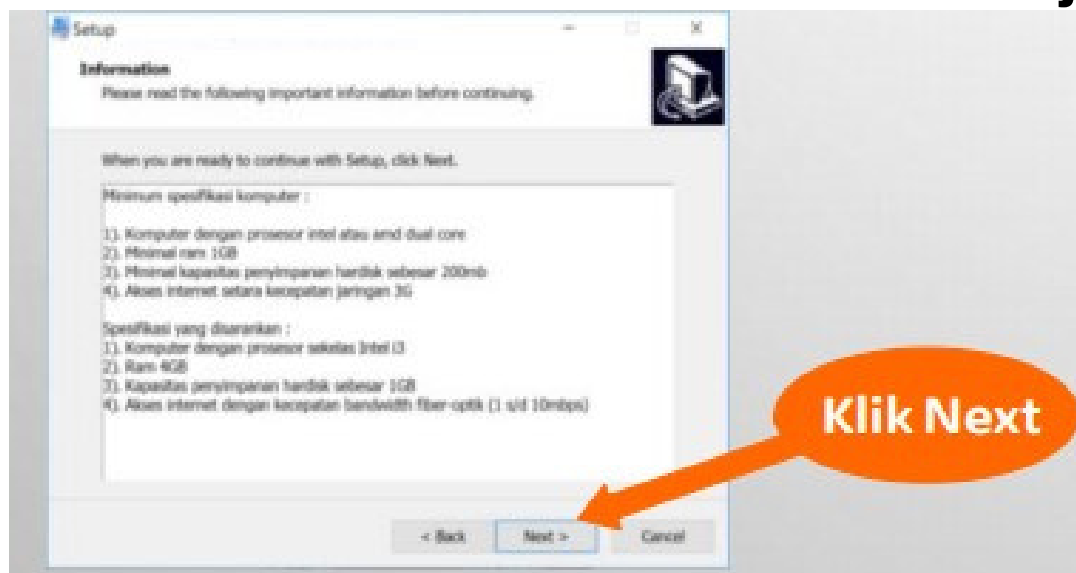 Setup
Information
Please read the following important information before continuing.
When you are ready to continue with Setup, click Next.
Minimum spesifikasi komputer :
1). Komputer dengan prosesor intel atau amd dual core
2). Minimal ram 1GB
3). Minimal kapasitas penyimpanan hardisk sebesar 200mb
4). Akses internet setara kecepatan jaringan 3G
Spesifikasi yang disarankan :
1). Komputer dengan prosesor sekelas Intel i3
2). Ram 4GB
3). Kapasitas penyimpanan hardisk sebesar 1GB
4). Akses internet dengan kecepatan bandwidth fiber-optik (1 s/d 10mbps)
Klik Next
< Back Next > Cancel